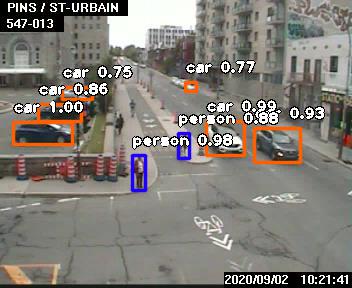 PINS / ST-URBAIN
547-013
car 0.75
car 0.77
car 0.86
car 1.00
car 0.99
0.93
person 0.88
person 0.98
2020/09/02 10:21:41